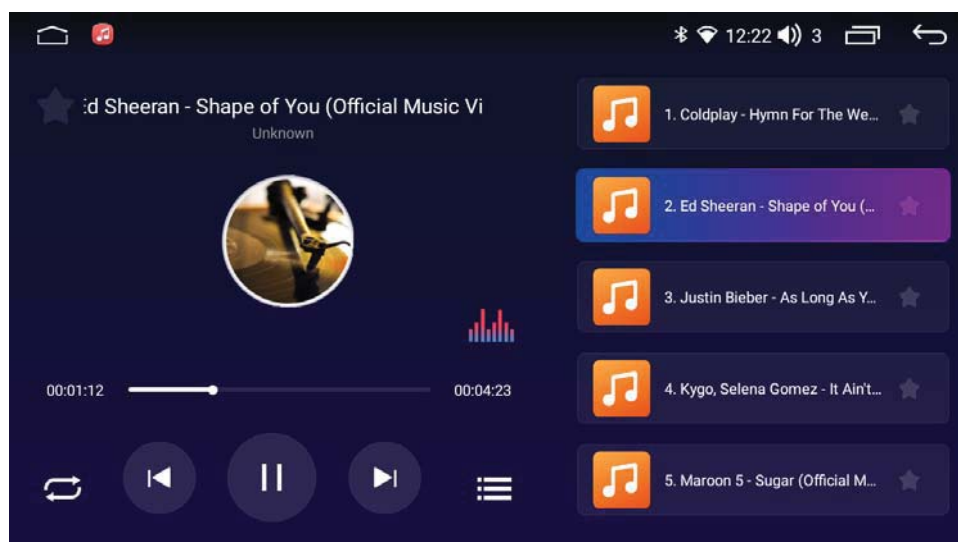 12:22 3
:d Sheeran - Shape of You (Official Music Vi
Unknown
00:01:12
00:04:23
1. Coldplay - Hymn For The We...
2. Ed Sheeran - Shape of You (...
3. Justin Bieber - As Long As Y...
4. Kygo, Selena Gomez - It Ain't...
5. Maroon 5 - Sugar (Official M...